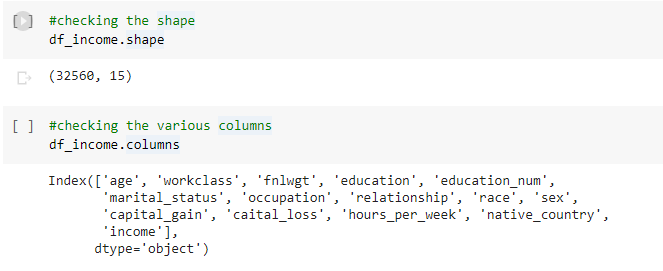 [ ] #checking the shape
df_income.shape
(32560, 15)
[ ] #checking the various columns
df_income.columns
Index(['age', 'workclass', 'fnlwgt', 'education', 'education_num',
'marital_status', 'occupation', 'relationship', 'race', 'sex',
'capital_gain', 'caital_loss', 'hours_per_week', 'native_country',
'income'],
dtype='object')